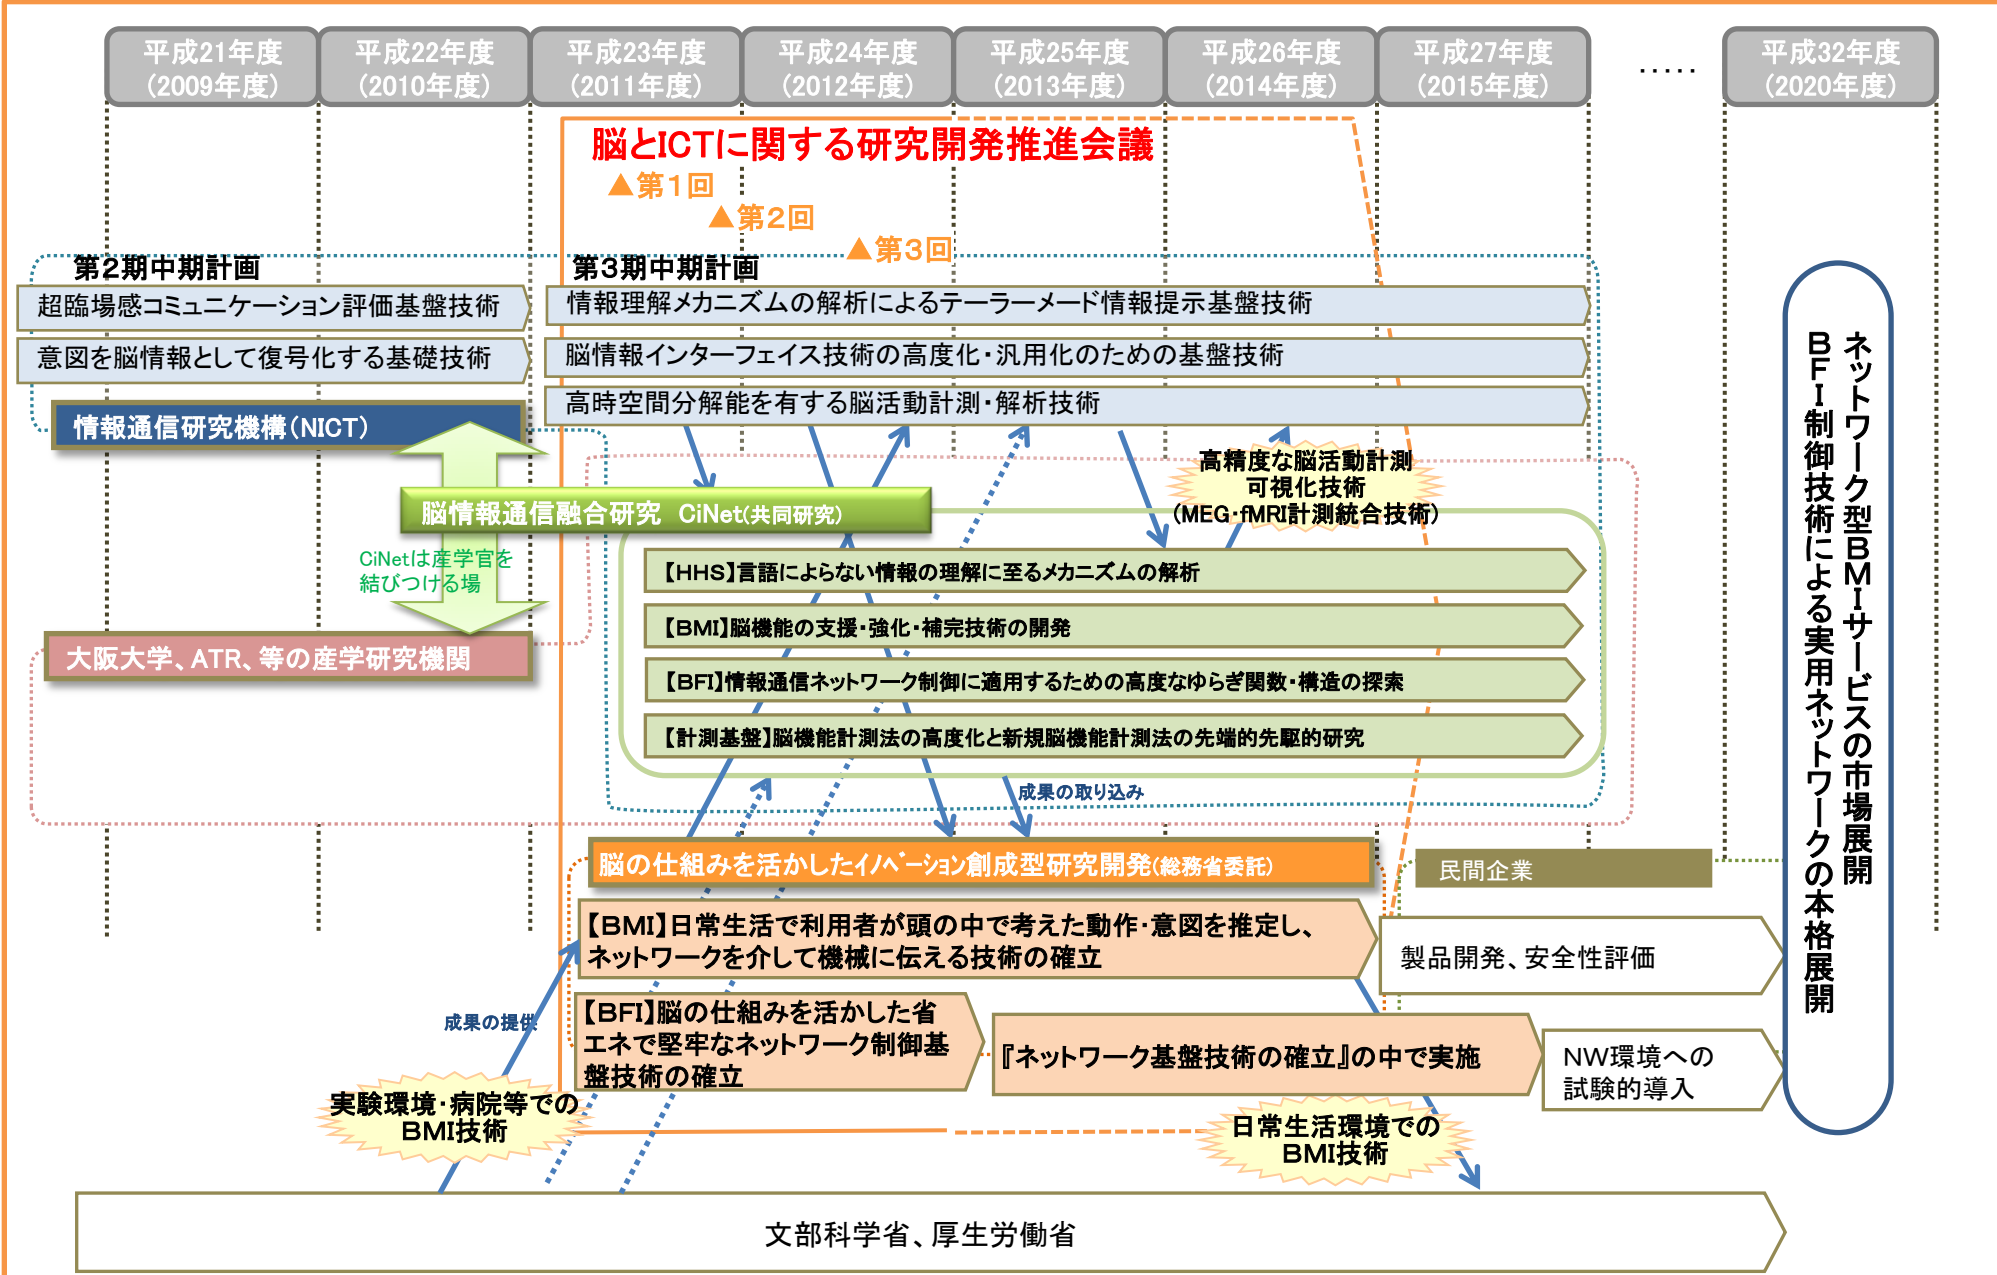 平成21年度
(2009年度)
平成22年度
(2010年度)
平成23年度
(2011年度)
平成24年度
(2012年度)
平成25年度
(2013年度)
平成26年度
(2014年度)
平成27年度
(2015年度)
・・・・・
平成32年度
(2020年度)
脳とICTに関する研究開発推進会議
▲第1回
▲第2回
▲第3回
第2期中期計画
第3期中期計画
超臨場感コミュニケーション評価基盤技術
情報理解メカニズムの解析によるテーラーメード情報提示基盤技術
意図を脳情報として復号化する基礎技術
脳情報インターフェイス技術の高度化・汎用化のための基盤技術
高時空間分解能を有する脳活動計測・解析技術
情報通信研究機構(NICT)
高精度な脳活動計測
可視化技術
(MEG・fMRI計測統合技術)
脳情報通信融合研究 CiNet(共同研究)
CiNetは産学官を
結びつける場
【HHS】言語によらない情報の理解に至るメカニズムの解析
【BMI】脳機能の支援・強化・補完技術の開発
大阪大学、ATR、等の産学研究機関
【BFI】情報通信ネットワーク制御に適用するための高度なゆらぎ関数・構造の探索
【計測基盤】脳機能計測法の高度化と新規脳機能計測法の先端的先駆的研究
成果の取り込み
脳の仕組みを活かしたイノベーション創成型研究開発(総務省委託)
民間企業
【BMI】日常生活で利用者が頭の中で考えた動作・意図を推定し、
ネットワークを介して機械に伝える技術の確立
製品開発、安全性評価
成果の提供
【BFI】脳の仕組みを活かした省
エネで堅牢なネットワーク制御基
盤技術の確立
『ネットワーク基盤技術の確立』の中で実施
NW環境への
試験的導入
実験環境・病院等での
BMI技術
日常生活環境での
BMI技術
文部科学省、厚生労働省
ネットワーク型BMIサービスの市場展開
BFI制御技術による実用ネットワークの本格展開